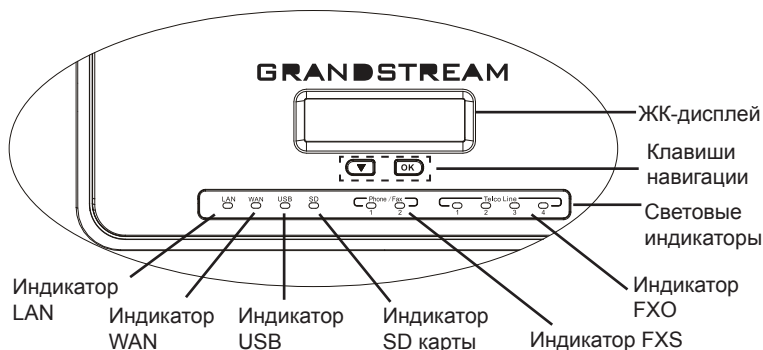 GRANDSTREAM
ЖК-дисплей
OK
Клавиши
навигации
LAN WAN USB SD Phone / Fax Telco Line
1 2 1 2 3 4
Световые
индикаторы
Индикатор
LAN
Индикатор
WAN
Индикатор
USB
Индикатор
SD карты
Индикатор FXS
Индикатор
FXO